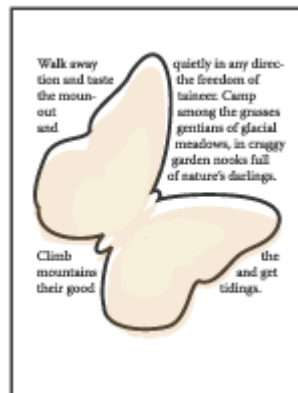 Walk away quietly in any direc-
tion and taste the freedom of
the moun- taineer. Camp
out among the grasses
and gentians of glacial
meadows, in craggy
garden nooks full
of nature's darlings.
Climb the
mountains and get
their good tidings.